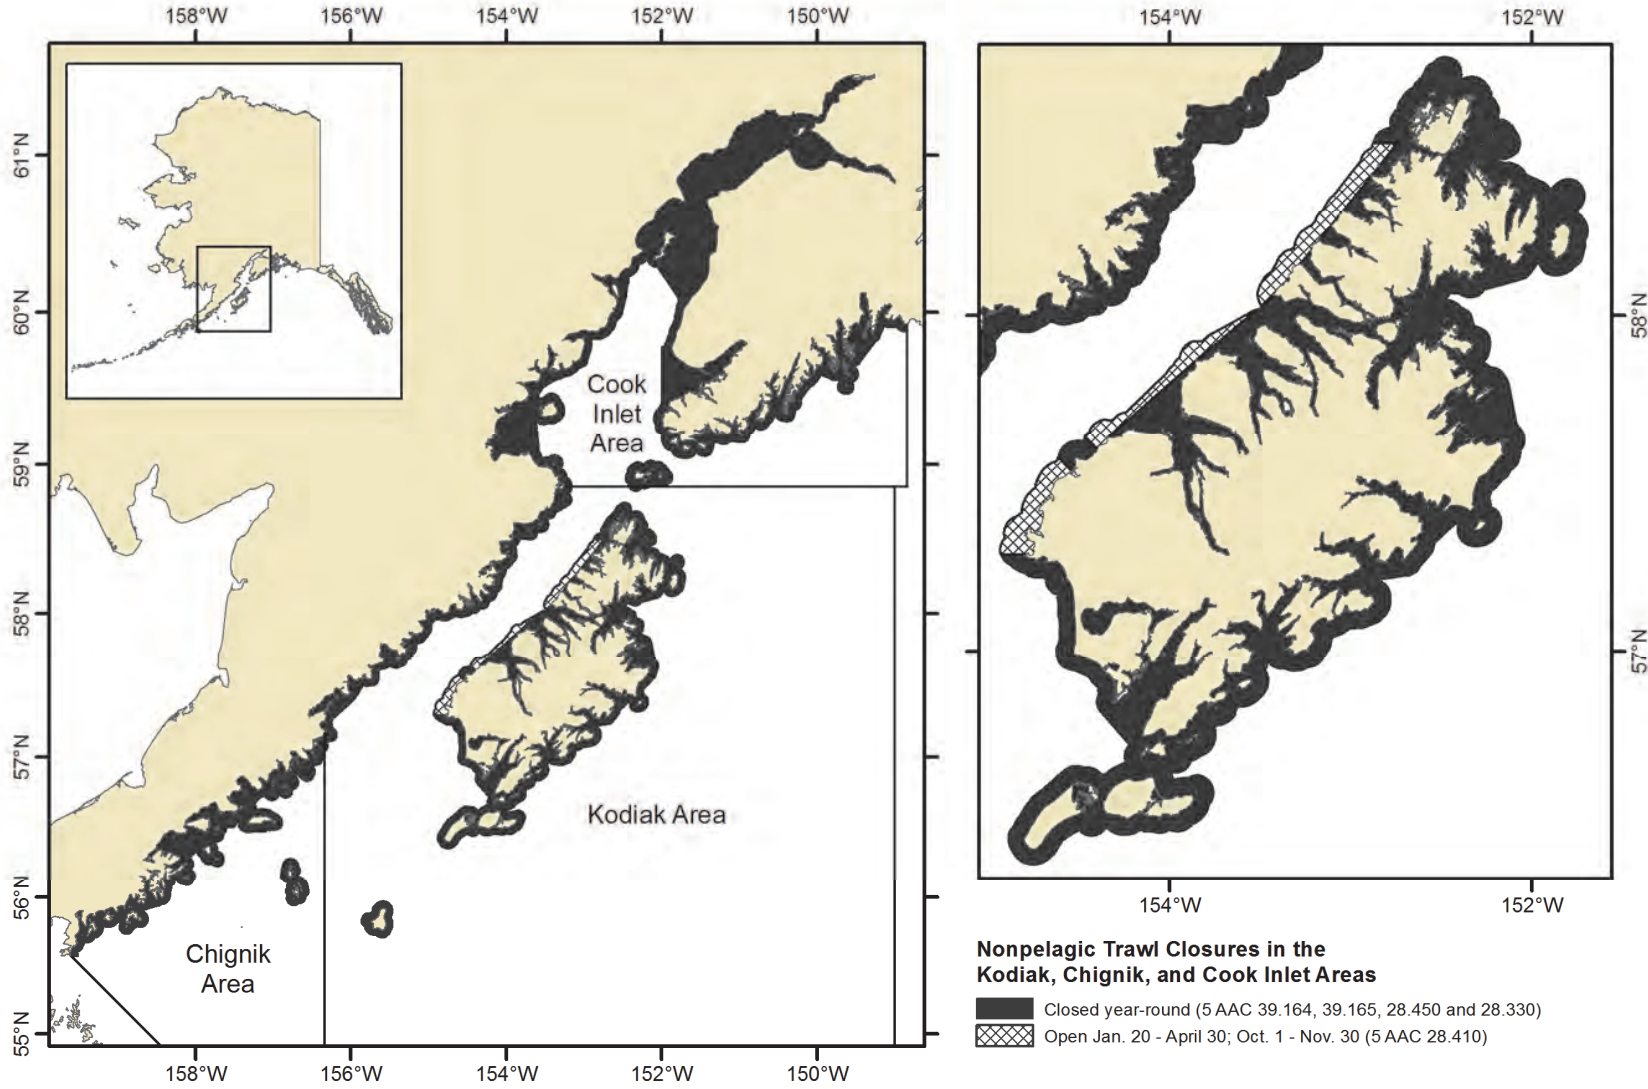 158°W 156°W 154°W 152°W 150°W
154°W 152°W
61°N
60°N
59°N
58°N
57°N
56°N
55°N
58°N
57°N
Cook
Inlet
Area
Kodiak Area
Chignik
Area
158°W 156°W 154°W 152°W 150°W
154°W 152°W
Nonpelagic Trawl Closures in the
Kodiak, Chignik, and Cook Inlet Areas
Closed year-round (5 AAC 39.164, 39.165, 28.450 and 28.330)
Open Jan. 20 - April 30; Oct. 1 - Nov. 30 (5 AAC 28.410)